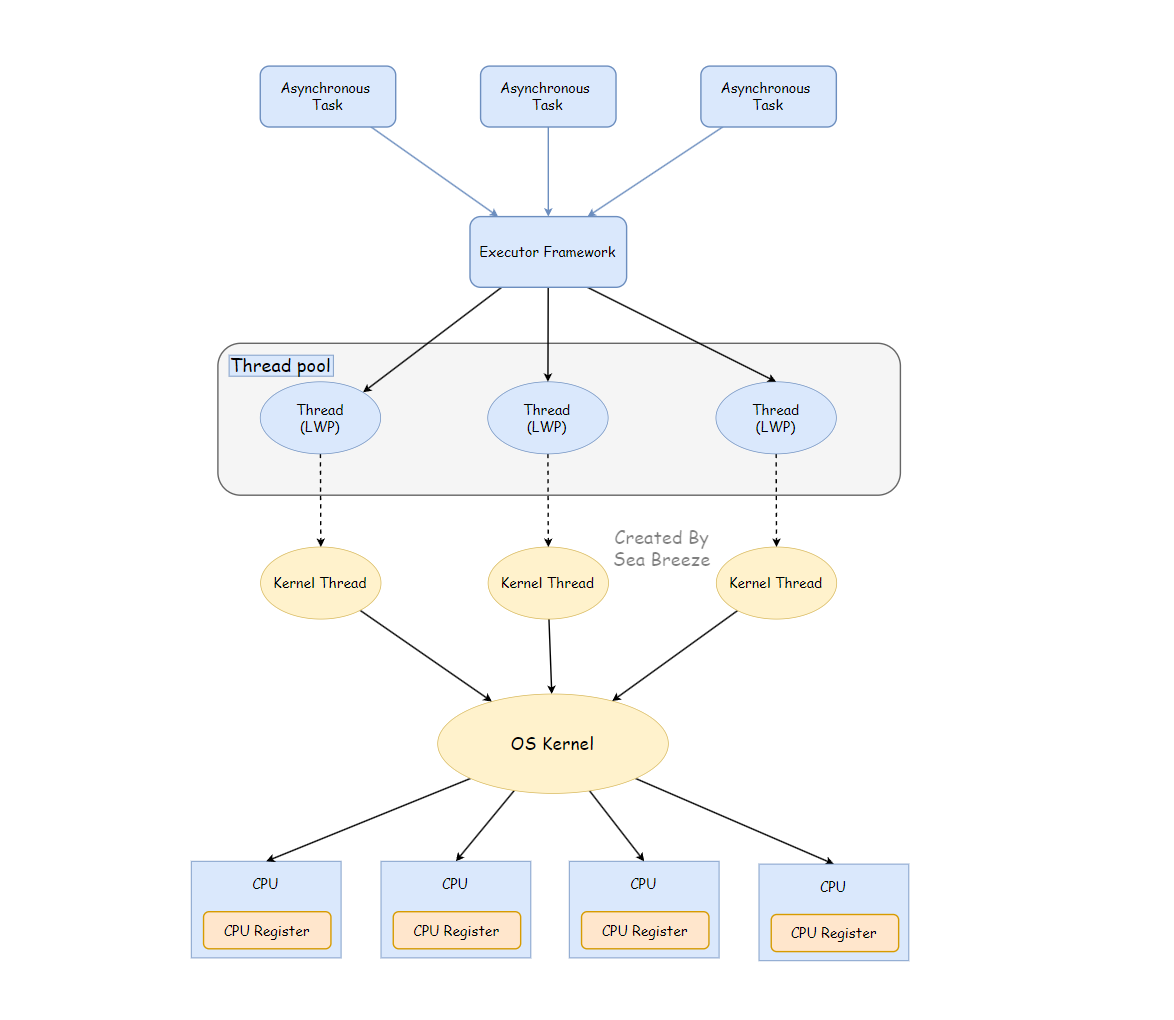 Asynchronous
Task
Asynchronous
Task
Asynchronous
Task
Executor Framework
Thread pool
Thread
(LWP)
Thread
(LWP)
Thread
(LWP)
Created By
Sea Breeze
Kernel Thread
Kernel Thread
Kernel Thread
OS Kernel
CPU
CPU Register
CPU
CPU Register
CPU
CPU Register
CPU
CPU Register